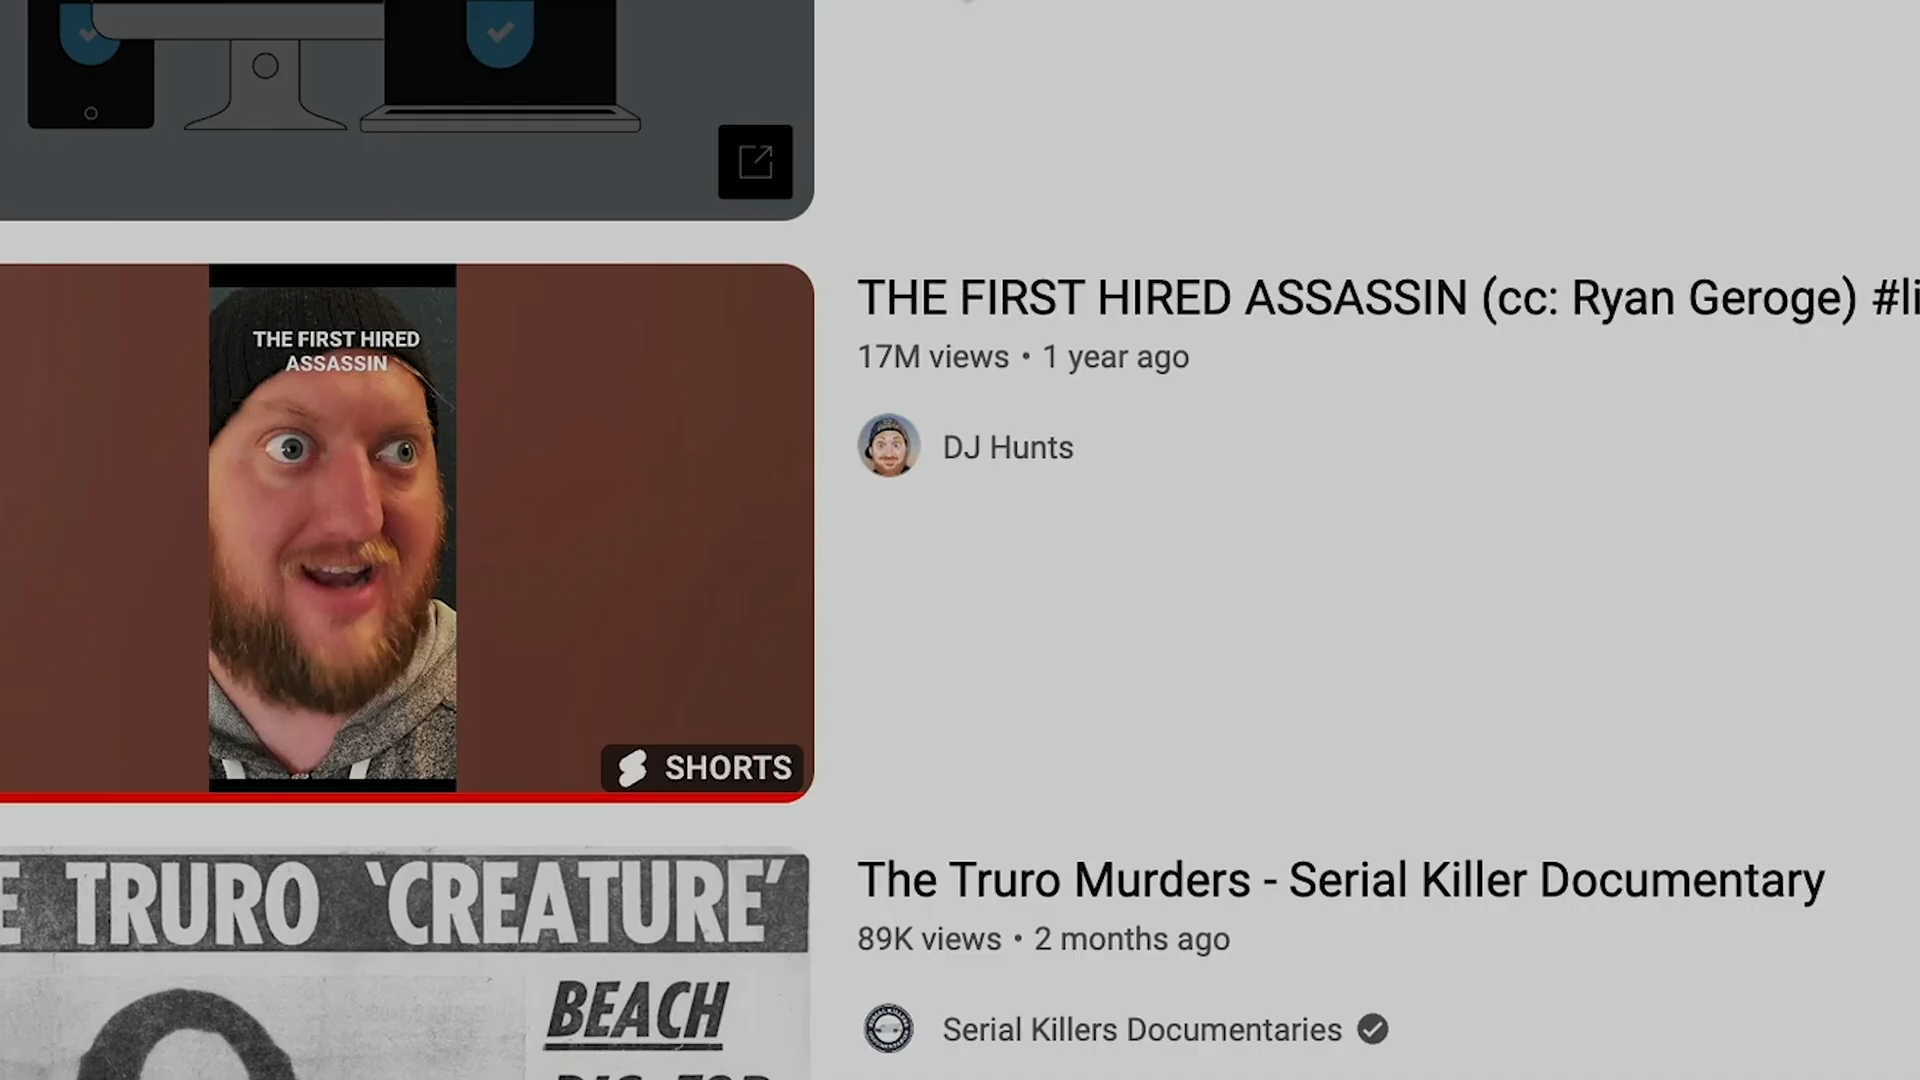 THE FIRST HIRED ASSASSIN (cc: Ryan Geroge) #li
17M views • 1 year ago
DJ Hunts
THE FIRST HIRED
ASSASSIN
SHORTS
The Truro Murders - Serial Killer Documentary
89K views • 2 months ago
Serial Killers Documentaries
E TRURO ‘CREATURE’
BEACH